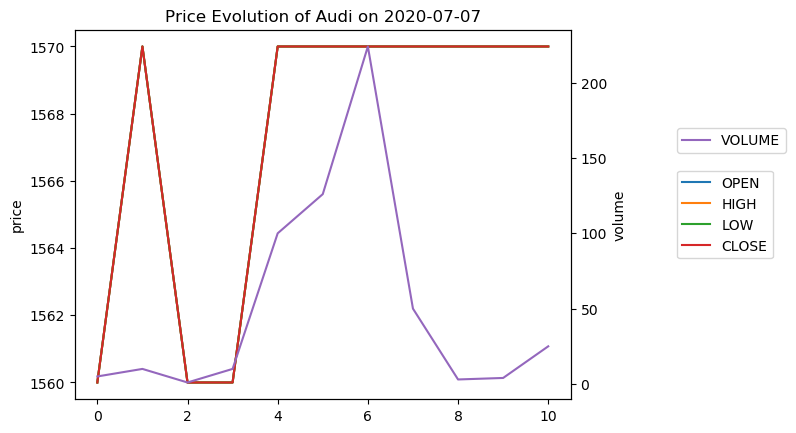 Price Evolution of Audi on 2020-07-07
1570
1568
1566
1564
1562
1560
price
0
2
4
6
8
10
200
150
100
50
0
volume
VOLUME
OPEN
HIGH
LOW
CLOSE